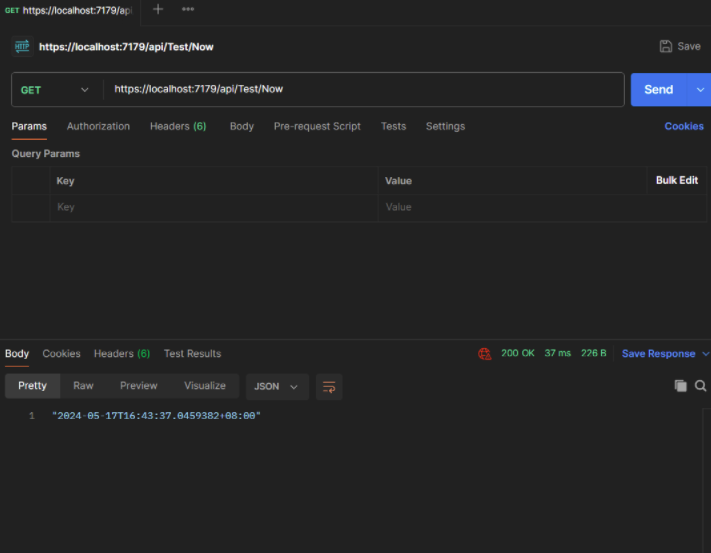 GET https://localhost:7179/api
HTTP https://localhost:7179/api/Test/Now Save
GET https://localhost:7179/api/Test/Now Send
Params Authorization Headers (6) Body Pre-request Script Tests Settings Cookies
Query Params
Key Value Bulk Edit
Key Value
Body Cookies Headers (6) Test Results 200 OK 37 ms 226 B Save Response
Pretty Raw Preview Visualize JSON
1 "2024-05-17T16:43:37.0459382+08:00"